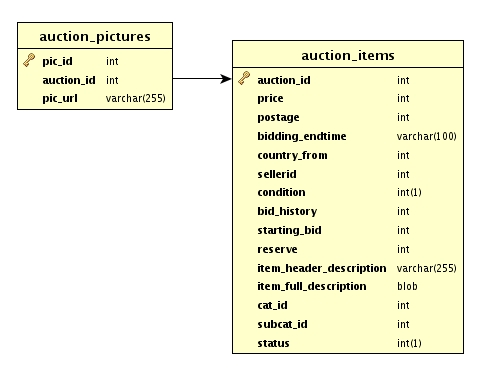 auction_pictures
pic_id int
auction_id int
pic_url varchar(255)
auction_items
auction_id int
price int
postage int
bidding_endtime varchar(100)
country_from int
sellerid int
condition int(1)
bid_history int
starting_bid int
reserve int
item_header_description varchar(255)
item_full_description blob
cat_id int
subcat_id int
status int(1)